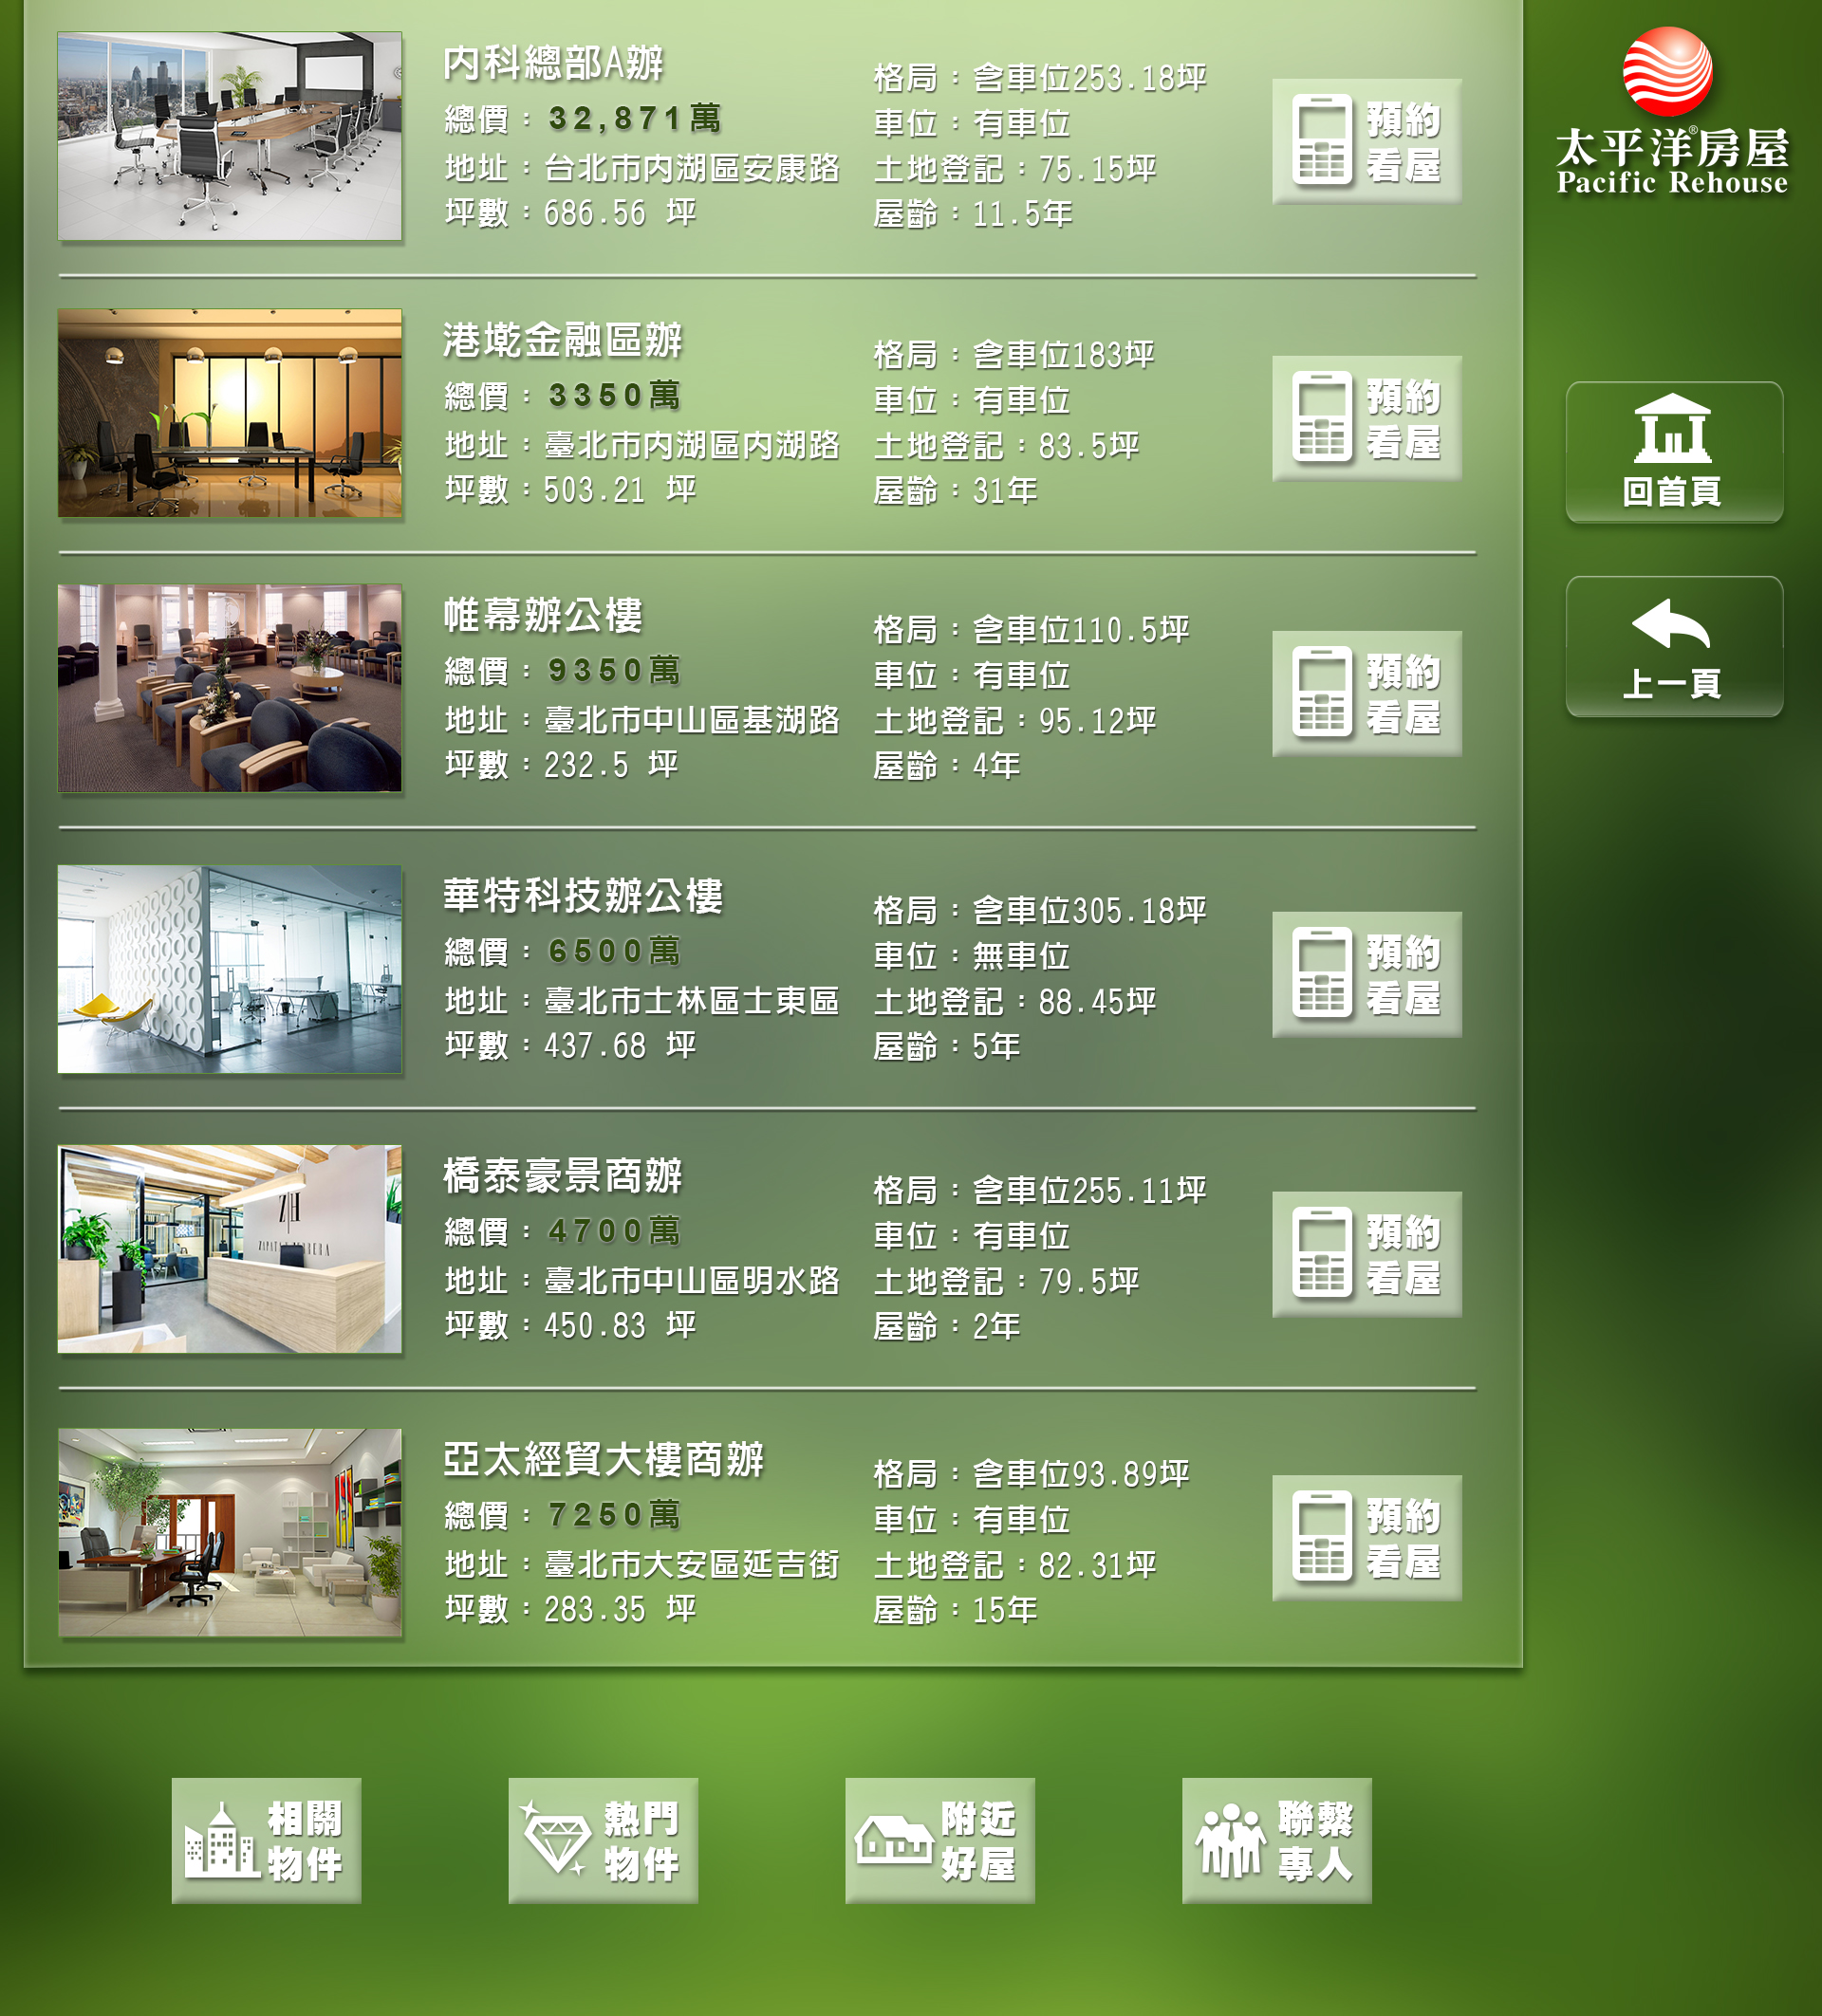 内科總部A辦
總價：32,871萬
地址：台北市内湖區安康路
坪數：686.56 坪
格局：含車位253.18坪
車位：有車位
土地登記：75.15坪
屋齡：11.5年
預約
看屋
太平洋®房屋
Pacific Rehouse
港墘金融區辦
總價：3350萬
地址：臺北市内湖區内湖路
坪數：503.21 坪
格局：含車位183坪
車位：有車位
土地登記：83.5坪
屋齡：31年
預約
看屋
回首頁
帷幕辦公樓
總價：9350萬
地址：臺北市中山區基湖路
坪數：232.5 坪
格局：含車位110.5坪
車位：有車位
土地登記：95.12坪
屋齡：4年
預約
看屋
上一頁
華特科技辦公樓
總價：6500萬
地址：臺北市士林區士東區
坪數：437.68 坪
格局：含車位305.18坪
車位：無車位
土地登記：88.45坪
屋齡：5年
預約
看屋
橋泰豪景商辦
總價：4700萬
地址：臺北市中山區明水路
坪數：450.83 坪
格局：含車位255.11坪
車位：有車位
土地登記：79.5坪
屋齡：2年
預約
看屋
亞太經貿大樓商辦
總價：7250萬
地址：臺北市大安區延吉街
坪數：283.35 坪
格局：含車位93.89坪
車位：有車位
土地登記：82.31坪
屋齡：15年
預約
看屋
相關
物件
熱門
物件
附近
好屋
聯繫
專人